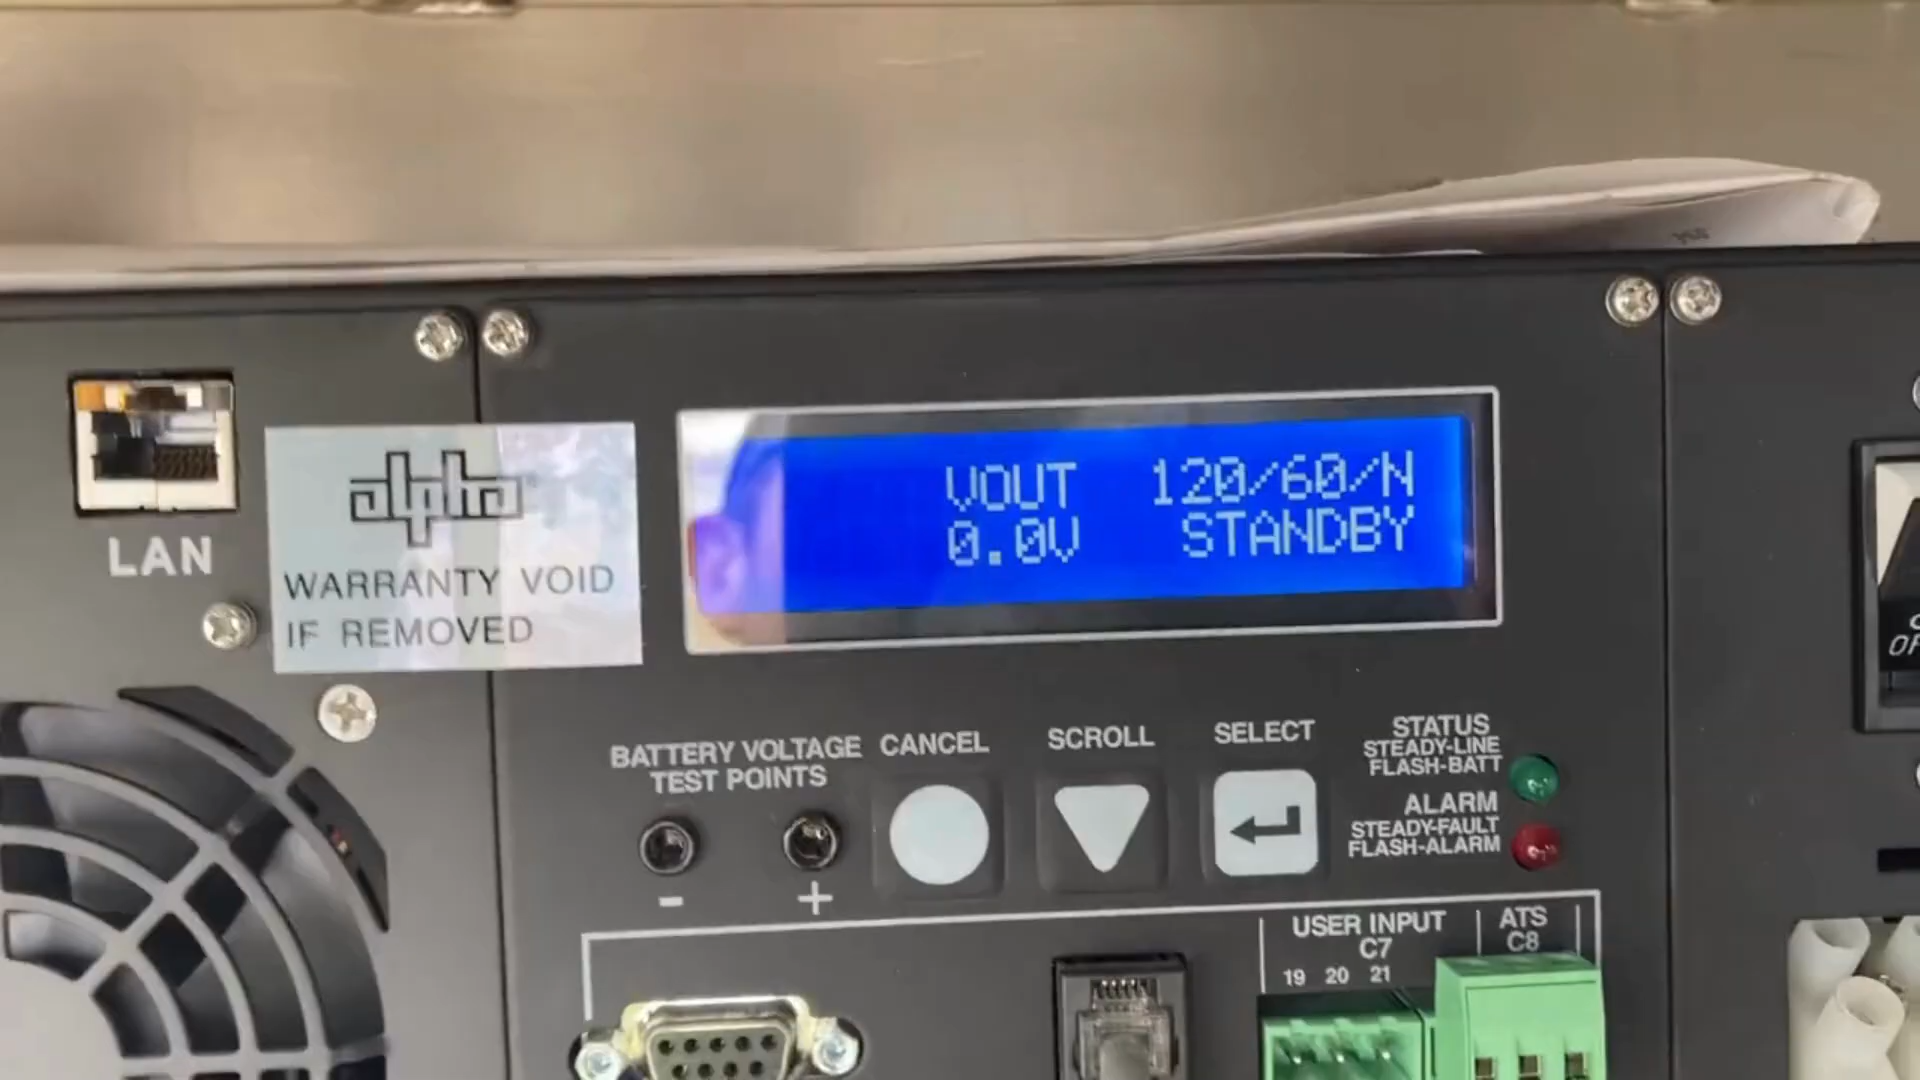 LAN
alpha
WARRANTY VOID
IF REMOVED
VOUT 120/60/N
0.0V STANDBY
BATTERY VOLTAGE
TEST POINTS
- +
CANCEL
SCROLL
SELECT
STATUS
STEADY-LINE
FLASH-BATT
ALARM
STEADY-FAULT
FLASH-ALARM
USER INPUT
C7
19 20 21
ATS
C8